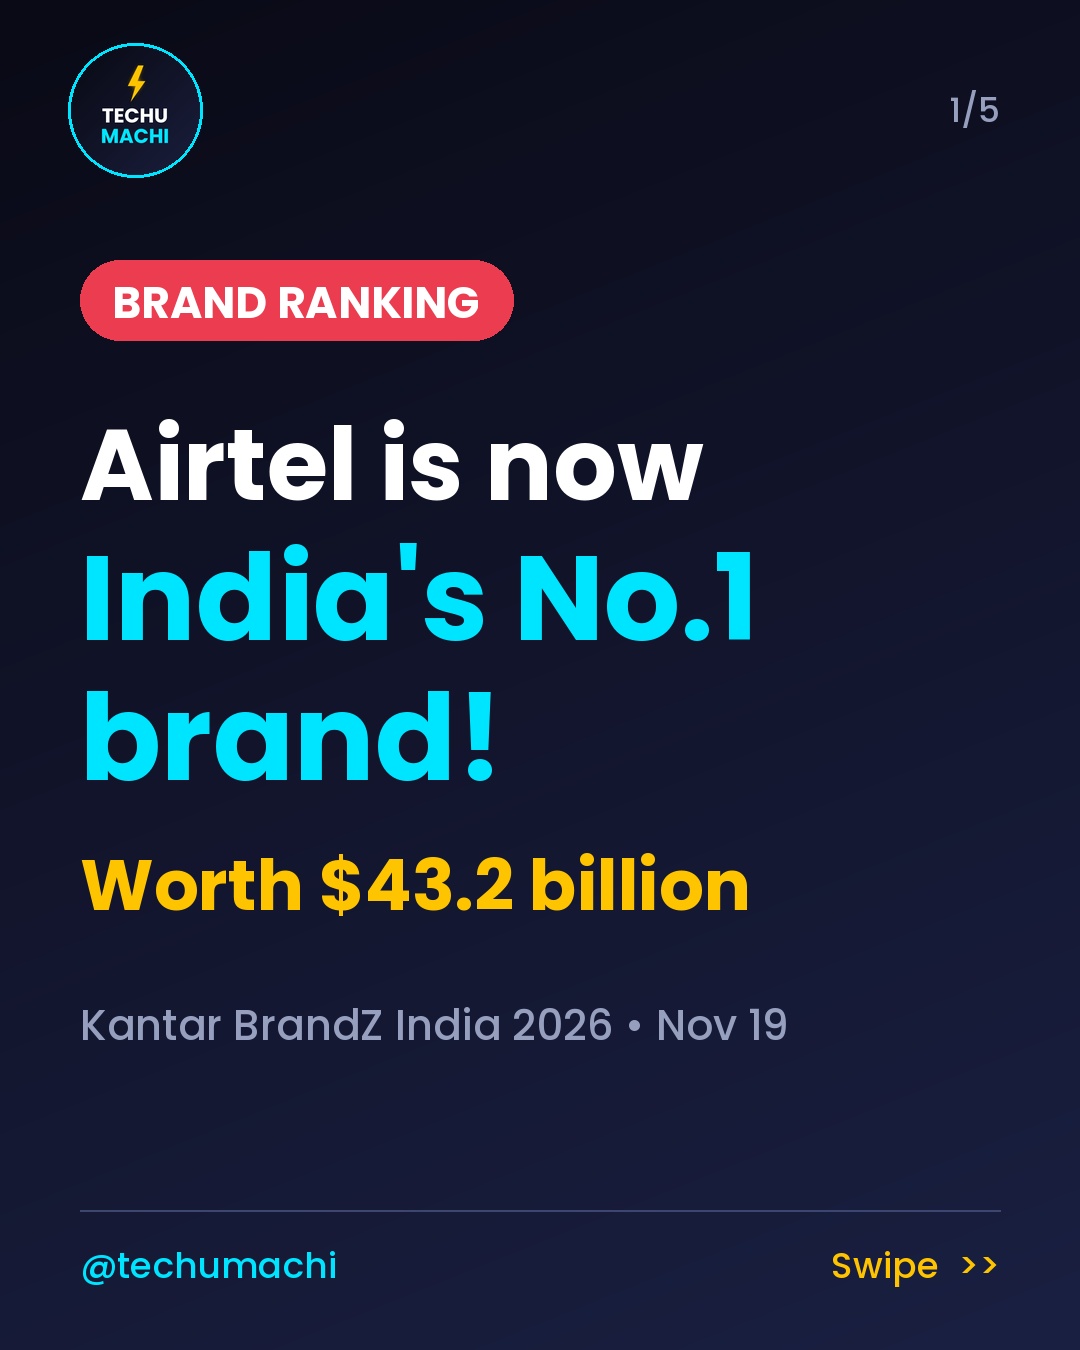 TECHU
MACHI
1/5
BRAND RANKING
Airtel is now
India's No.1
brand!
Worth $43.2 billion
Kantar BrandZ India 2026 • Nov 19
@techumachi
Swipe >>